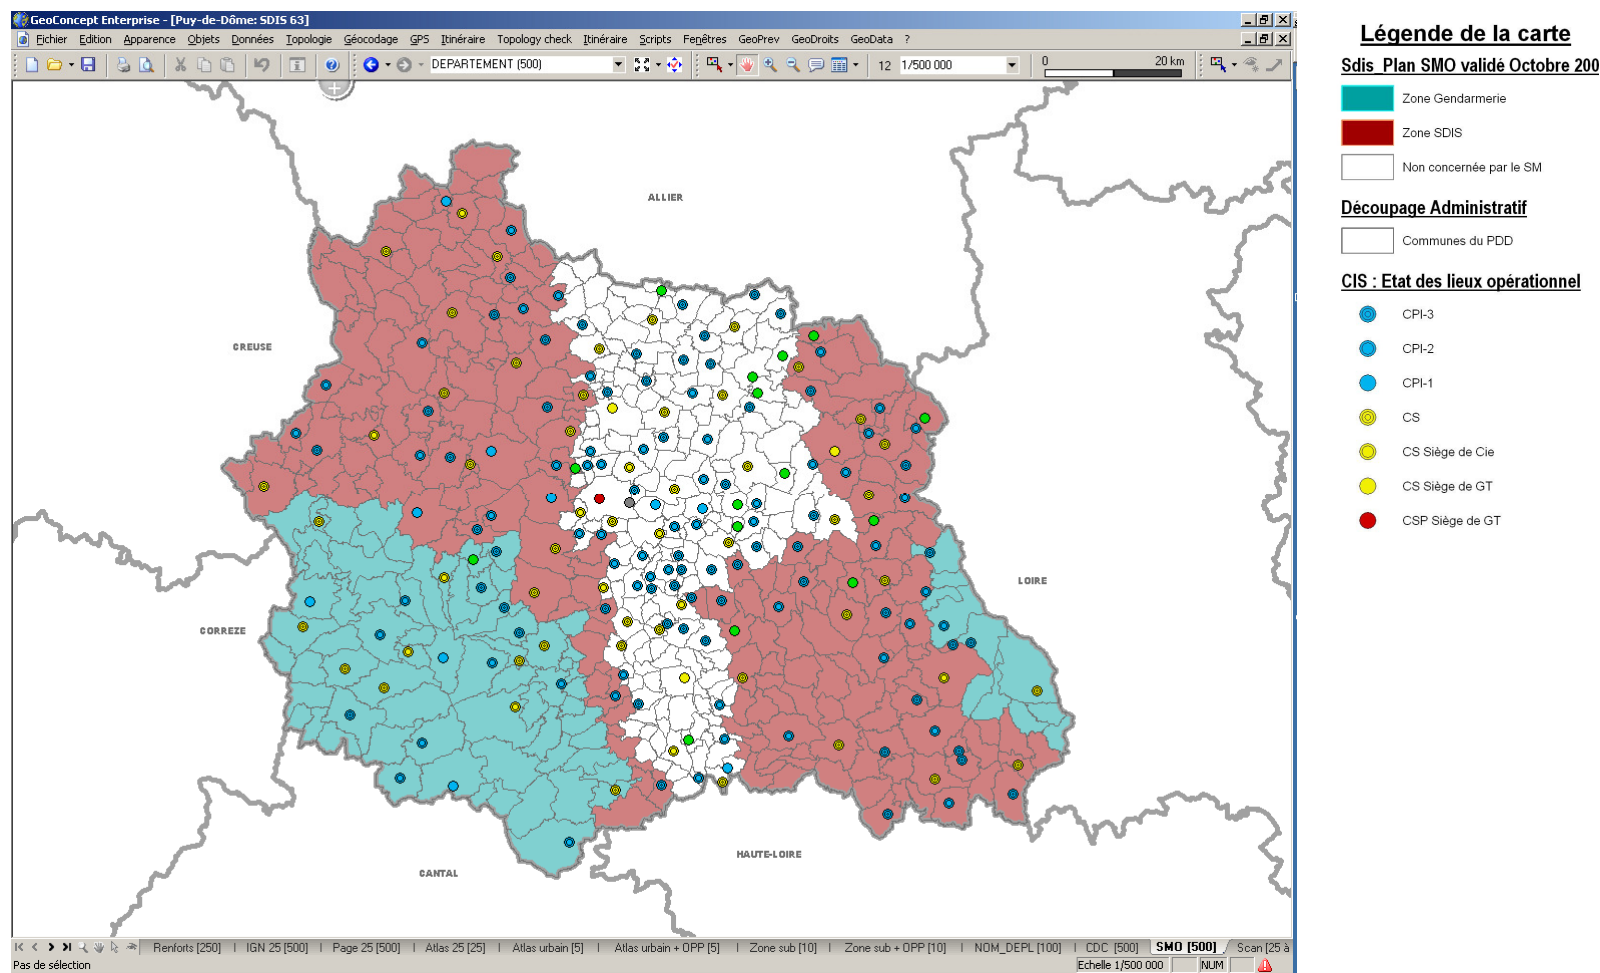 GeoConcept Enterprise - [Puy-de-Dôme: SDIS 63]
Fichier Edition Apparence Objets Données Topologie Géocodage GPS Itinéraire Topology check Itinéraire Scripts Fenêtres GeoPrev GeoDroits GeoData ?
DEPARTEMENT (500) 12 1/500 000 0 20 km
ALLIER
CREUSE
LOIRE
CORREZE
HAUTE-LOIRE
CANTAL
Renforts [250] IGN 25 [500] Page 25 [500] Atlas 25 [25] Atlas urbain [5] Atlas urbain + OPP [5] Zone sub [10] Zone sub + OPP [10] NOM_DEPL [100] CDC [500] SMO [500] Scan [25 à
Pas de sélection Echelle 1/500 000 NUM
Légende de la carte
Sdis_Plan SMO validé Octobre 200
Zone Gendarmerie
Zone SDIS
Non concernée par le SM
Découpage Administratif
Communes du PDD
CIS : Etat des lieux opérationnel
CPI-3
CPI-2
CPI-1
CS
CS Siège de Cie
CS Siège de GT
CSP Siège de GT